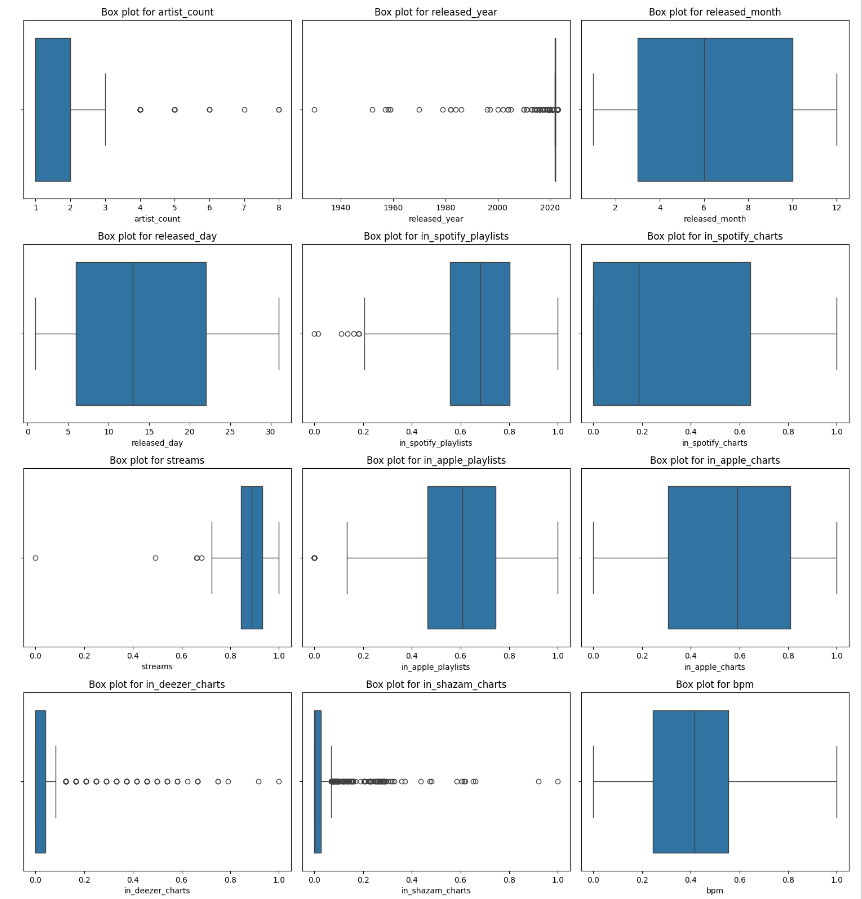 Box plot for artist_count
Box plot for released_year
Box plot for released_month
1 2 3 4 5 6 7 8
1940 1960 1980 2000 2020
2 4 6 8 10 12
artist_count
released_year
released_month
Box plot for released_day
Box plot for in_spotify_playlists
Box plot for in_spotify_charts
0 5 10 15 20 25 30
0.0 0.2 0.4 0.6 0.8 1.0
0.0 0.2 0.4 0.6 0.8 1.0
released_day
in_spotify_playlists
in_spotify_charts
Box plot for streams
Box plot for in_apple_playlists
Box plot for in_apple_charts
0.0 0.2 0.4 0.6 0.8 1.0
0.0 0.2 0.4 0.6 0.8 1.0
0.0 0.2 0.4 0.6 0.8 1.0
streams
in_apple_playlists
in_apple_charts
Box plot for in_deezer_charts
Box plot for in_shazam_charts
Box plot for bpm
0.0 0.2 0.4 0.6 0.8 1.0
0.0 0.2 0.4 0.6 0.8 1.0
0.0 0.2 0.4 0.6 0.8 1.0
in_deezer_charts
in_shazam_charts
bpm